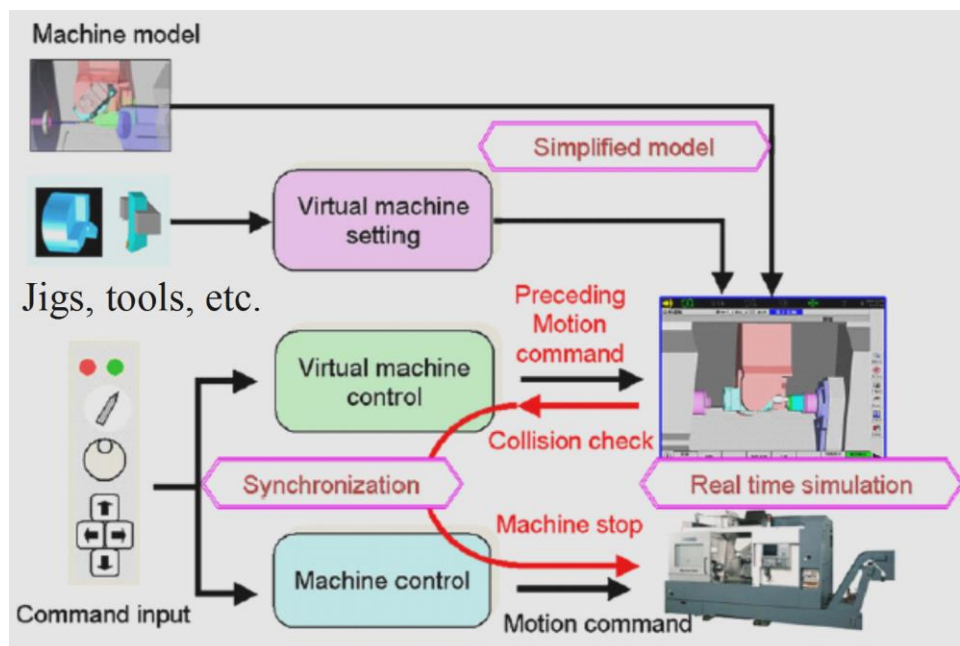 Machine model
Simplified model
Virtual machine
setting
Jigs, tools, etc.
Preceding
Motion
command
Virtual machine
control
Collision check
Synchronization
Real time simulation
Machine stop
Machine control
Command input
Motion command